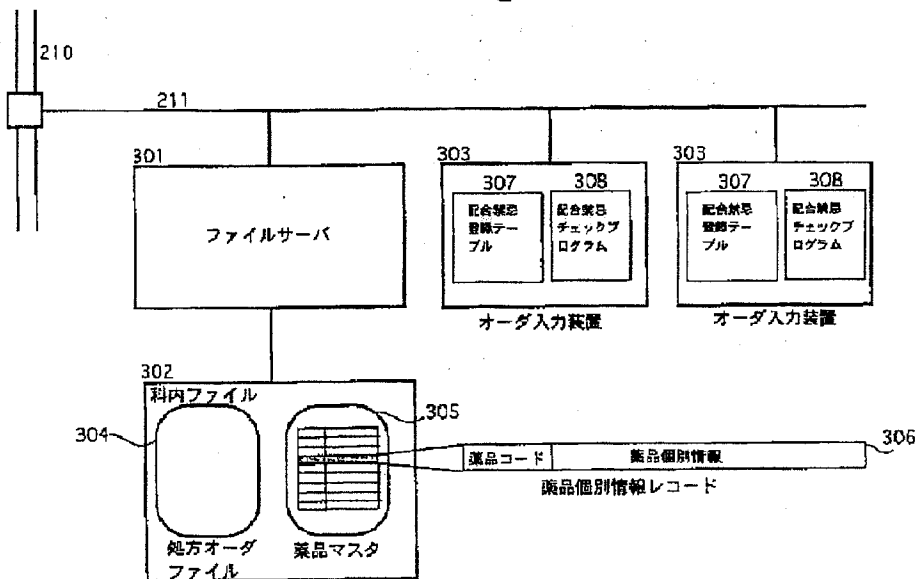 210
211
301
ファイルサーバ
303
307
配合禁忌
登録テー
ブル
308
配合禁忌
チェックプ
ログラム
オーダ入力装置
303
307
配合禁忌
登録テー
ブル
308
配合禁忌
チェックプ
ログラム
オーダ入力装置
302
科内ファイル
304
処方オーダ
ファイル
305
薬品マスタ
薬品コード
薬品個別情報
306
薬品個別情報レコード